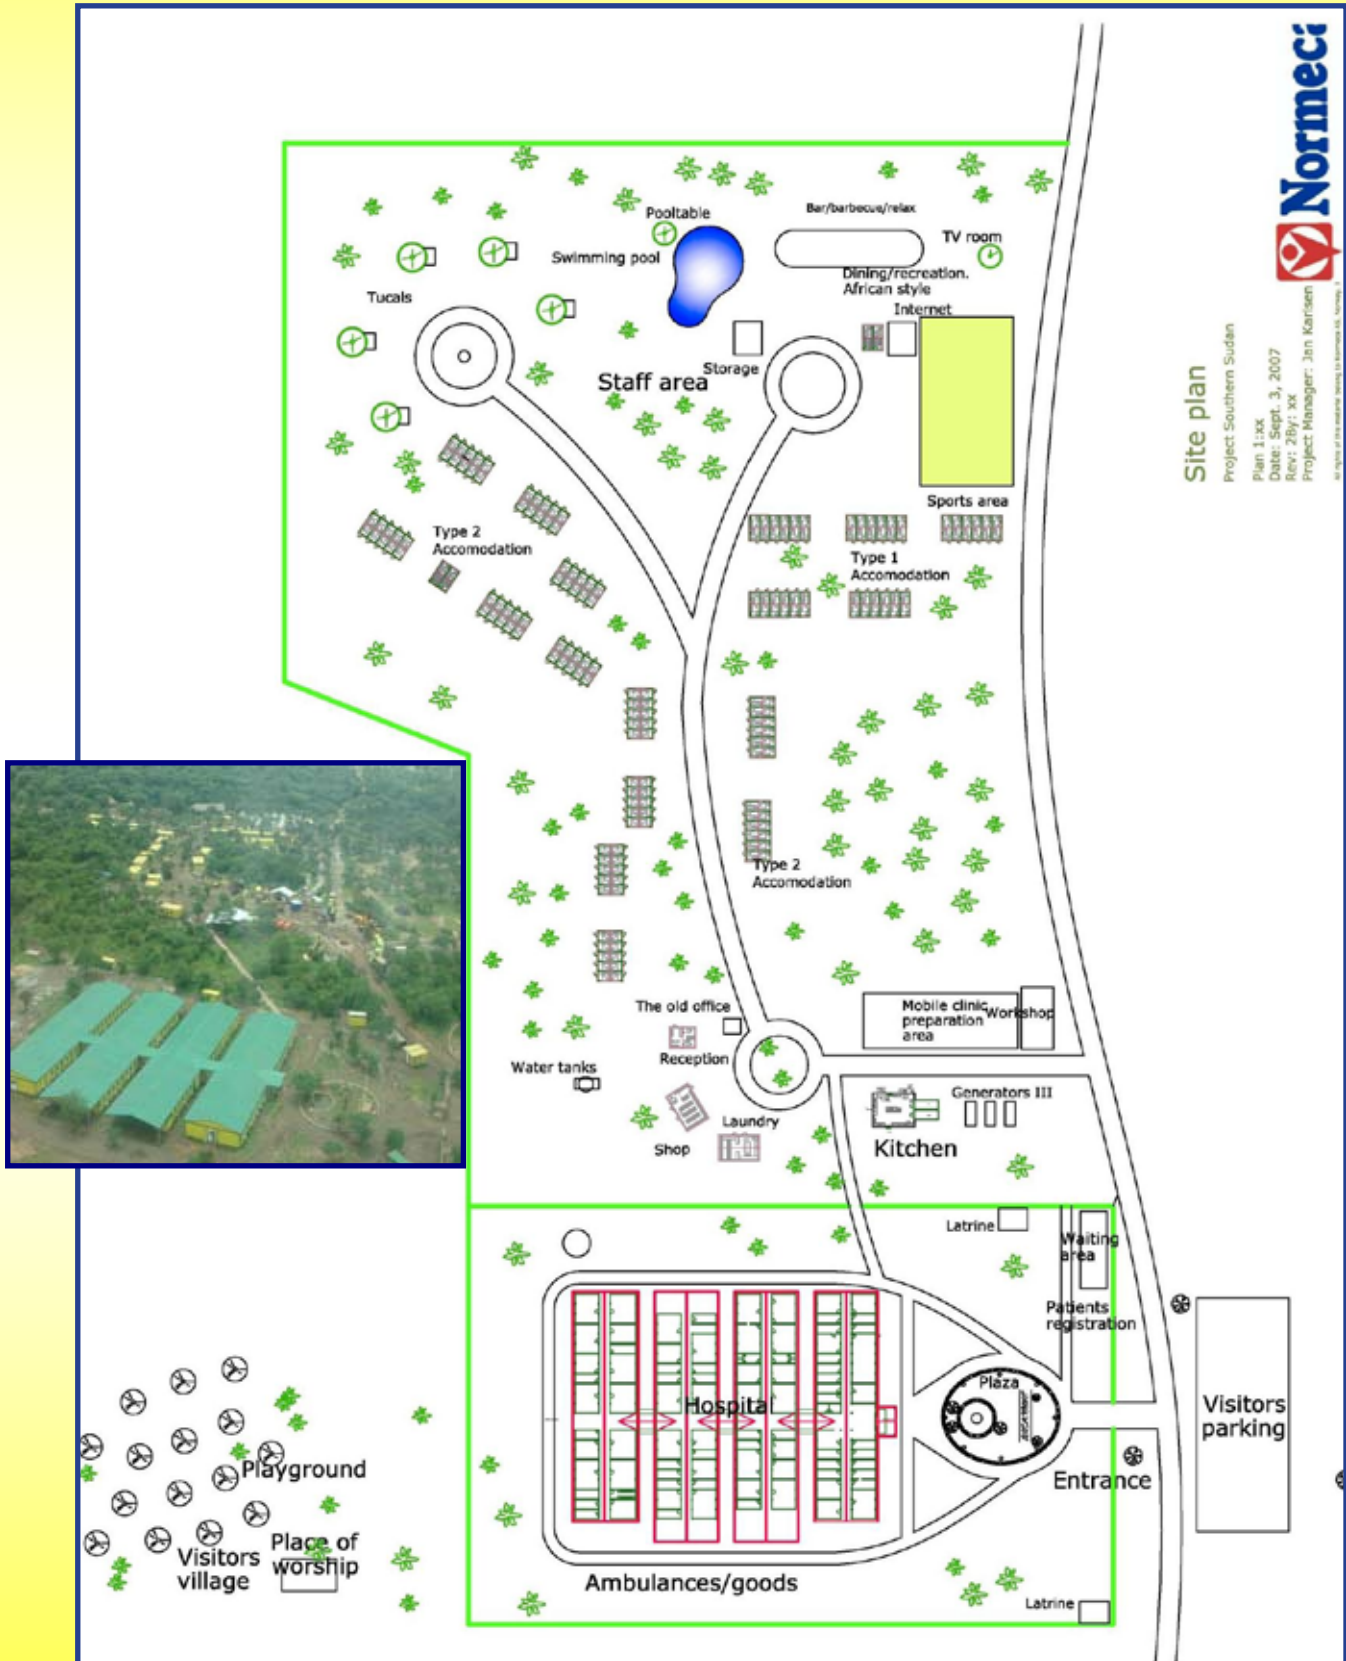 Normeca
Site plan
Project Southern Sudan
Plan 1:xx
Date: Sept. 3, 2007
Rev: 2By: xx
Project Manager: Jan Karlsen
Pooltable
Bar/barbecue/relax
Swimming pool
TV room
Dining/recreation.
African style
Tucals
Internet
Storage
Staff area
Sports area
Type 2
Accomodation
Type 1
Accomodation
Type 2
Accomodation
The old office
Mobile clinic
preparation
area
Workshop
Reception
Water tanks
Generators III
Laundry
Shop
Kitchen
Latrine
Waiting
area
Patients
registration
Plaza
Hospital
Visitors
parking
Playground
Entrance
Place of
worship
Visitors
village
Ambulances/goods
Latrine